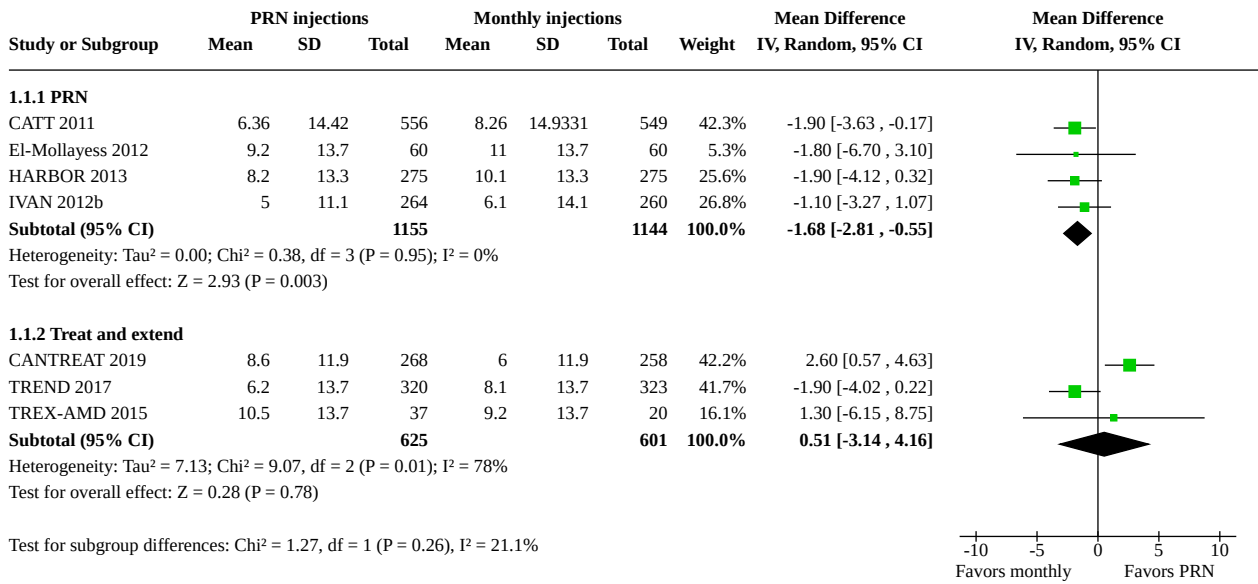 PRN injections Monthly injections Mean Difference Mean Difference
Study or Subgroup Mean SD Total Mean SD Total Weight IV, Random, 95% CI IV, Random, 95% CI
1.1.1 PRN
CATT 2011 6.36 14.42 556 8.26 14.9331 549 42.3% -1.90 [-3.63 , -0.17]
El-Mollayess 2012 9.2 13.7 60 11 13.7 60 5.3% -1.80 [-6.70 , 3.10]
HARBOR 2013 8.2 13.3 275 10.1 13.3 275 25.6% -1.90 [-4.12 , 0.32]
IVAN 2012b 5 11.1 264 6.1 14.1 260 26.8% -1.10 [-3.27 , 1.07]
Subtotal (95% CI) 1155 1144 100.0% -1.68 [-2.81 , -0.55]
Heterogeneity: Tau² = 0.00; Chi² = 0.38, df = 3 (P = 0.95); I² = 0%
Test for overall effect: Z = 2.93 (P = 0.003)
1.1.2 Treat and extend
CANTREAT 2019 8.6 11.9 268 6 11.9 258 42.2% 2.60 [0.57 , 4.63]
TREND 2017 6.2 13.7 320 8.1 13.7 323 41.7% -1.90 [-4.02 , 0.22]
TREX-AMD 2015 10.5 13.7 37 9.2 13.7 20 16.1% 1.30 [-6.15 , 8.75]
Subtotal (95% CI) 625 601 100.0% 0.51 [-3.14 , 4.16]
Heterogeneity: Tau² = 7.13; Chi² = 9.07, df = 2 (P = 0.01); I² = 78%
Test for overall effect: Z = 0.28 (P = 0.78)
Test for subgroup differences: Chi² = 1.27, df = 1 (P = 0.26), I² = 21.1%
-10 -5 0 5 10
Favors monthly Favors PRN